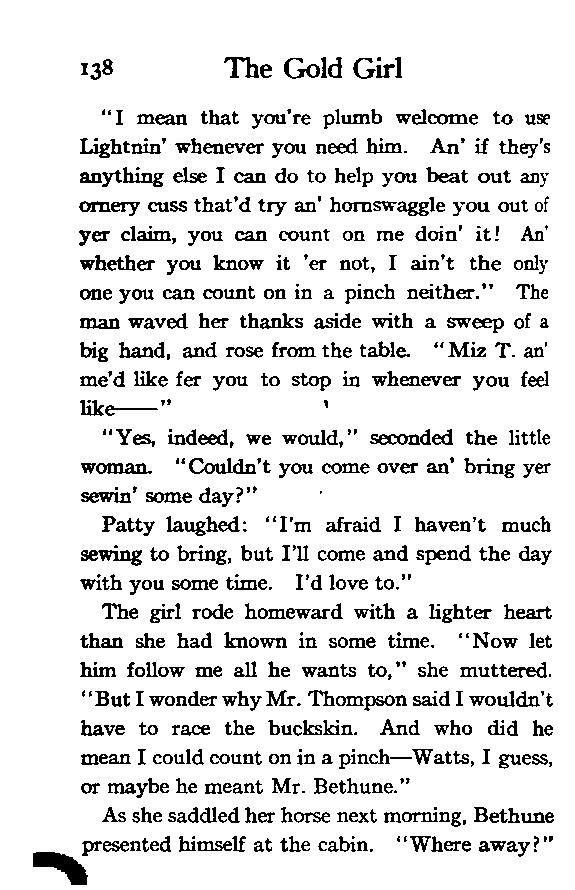 138 The Gold Girl
"I mean that you're plumb welcome to use
Lightnin' whenever you need him. An' if they's
anything else I can do to help you beat out any
ornery cuss that'd try an' hornswaggle you out of
yer claim, you can count on me doin' it! An'
whether you know it 'er not, I ain't the only
one you can count on in a pinch neither." The
man waved her thanks aside with a sweep of a
big hand, and rose from the table. "Miz T. an'
me'd like fer you to stop in whenever you feel
like——"
"Yes, indeed, we would," seconded the little
woman. "Couldn't you come over an' bring yer
sewin' some day?"
Patty laughed: "I'm afraid I haven't much
sewing to bring, but I'll come and spend the day
with you some time. I'd love to."
The girl rode homeward with a lighter heart
than she had known in some time. "Now let
him follow me all he wants to," she muttered.
"But I wonder why Mr. Thompson said I wouldn't
have to race the buckskin. And who did he
mean I could count on in a pinch—Watts, I guess,
or maybe he meant Mr. Bethune."
As she saddled her horse next morning, Bethune
presented himself at the cabin. "Where away?"